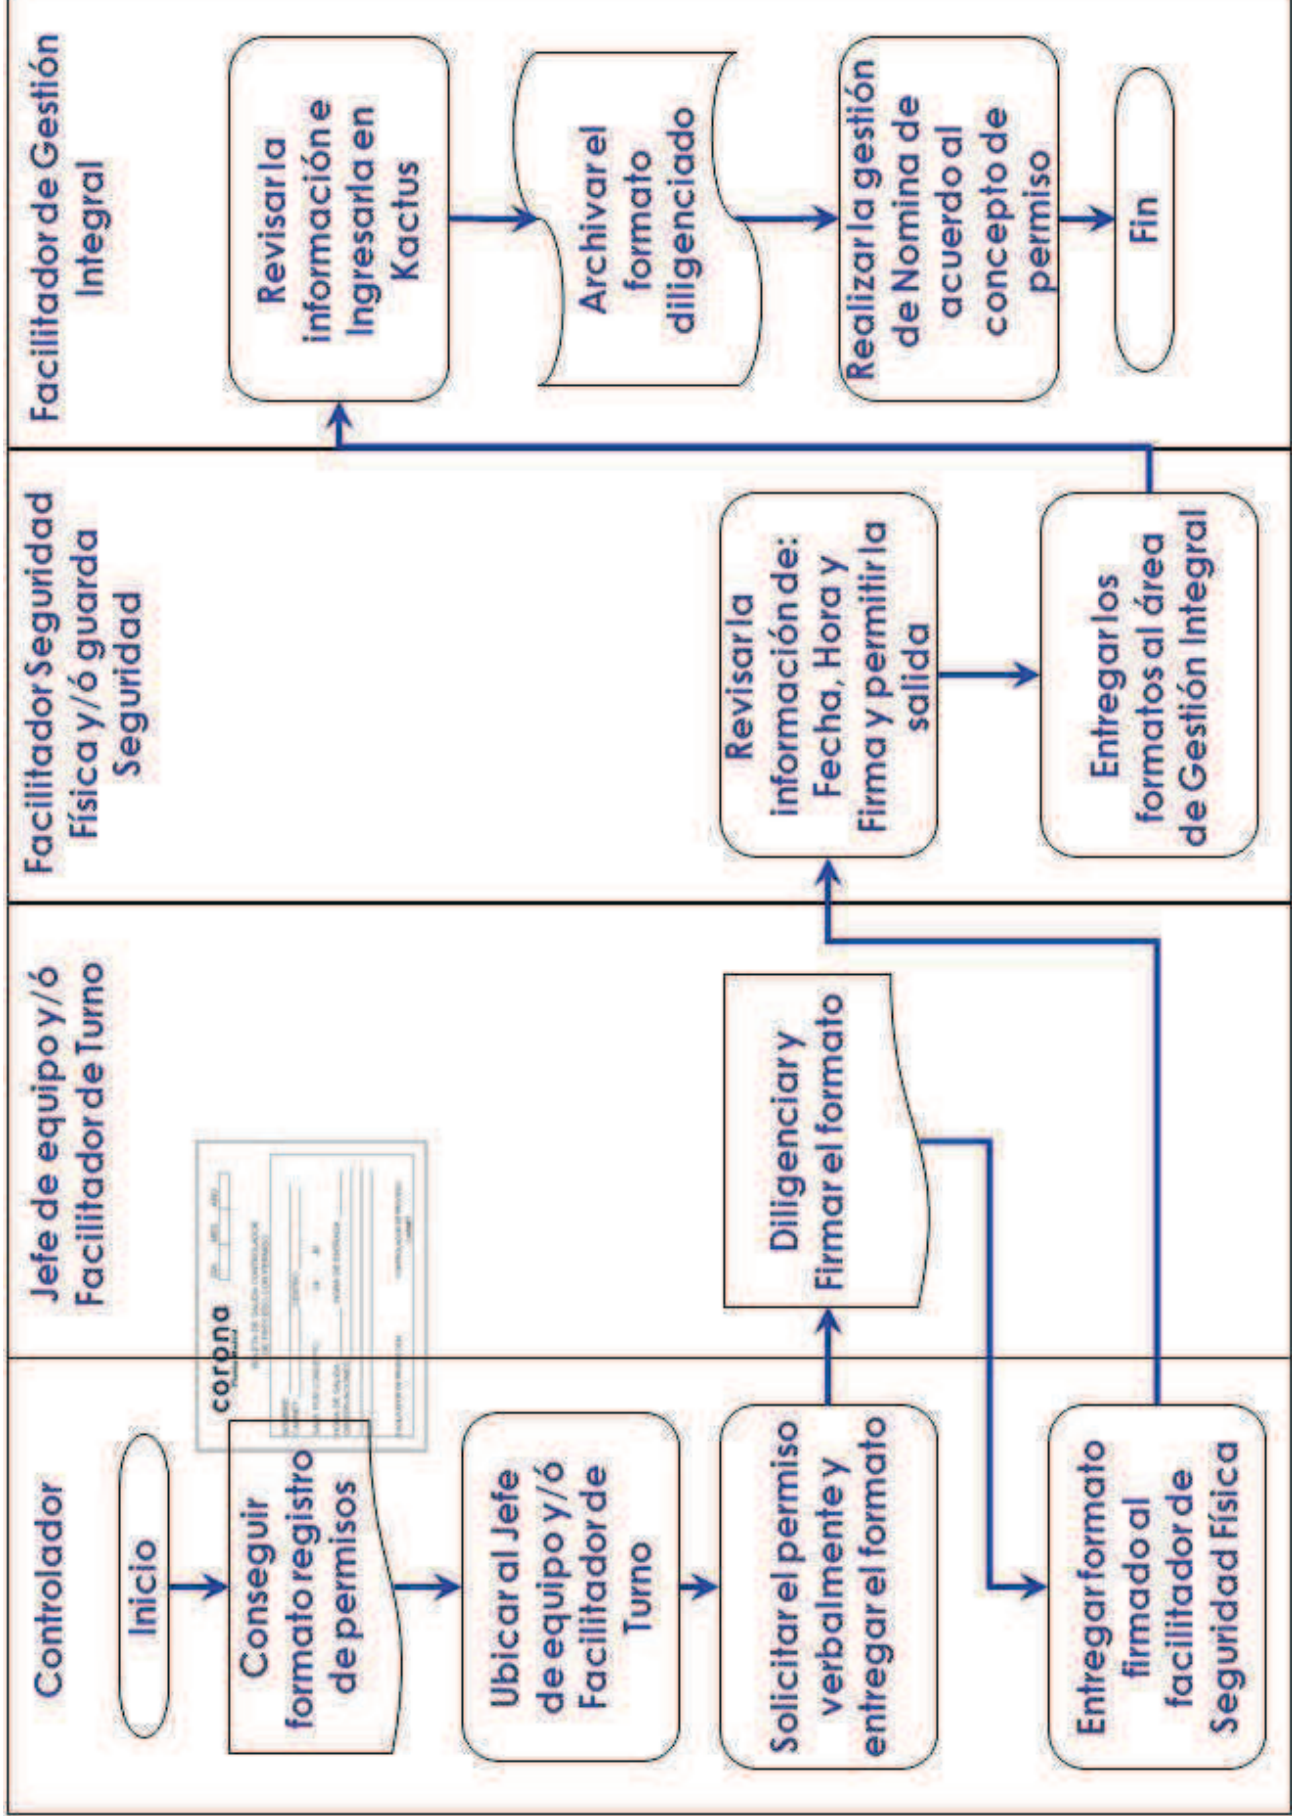 Controlador
Inicio
Conseguir
formato registro
de permisos
Ubicar al Jefe
de equipo y/ó
Facilitador de
Turno
Solicitar el permiso
verbalmente y
entregar el formato
Entregar formato
firmado al
facilitador de
Seguridad Física
Jefe de equipo y/ó
Facilitador de Turno
corona
DIA MES AÑO
Diligenciar y
Firmar el formato
Facilitador Seguridad
Física y/ó guarda
Seguridad
Revisar la
información de:
Fecha, Hora y
Firma y permitir la
salida
Entregar los
formatos al área
de Gestión Integral
Facilitador de Gestión
Integral
Revisar la
información e
Ingresarla en
Kactus
Archivar el
formato
diligenciado
Realizar la gestión
de Nomina de
acuerdo al
concepto de
permiso
Fin